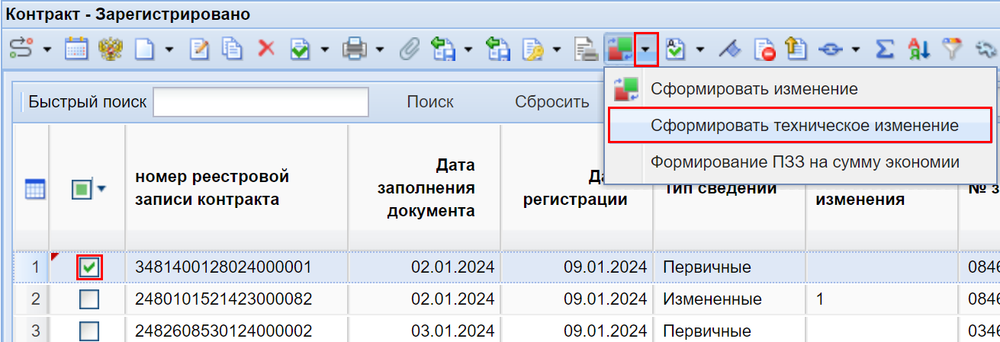 Контракт - Зарегистрировано
Сформировать изменение
Сформировать техническое изменение
Формирование ПЗЗ на сумму экономии
Быстрый поиск Поиск Сбросить
номер реестровой
записи контракта
Дата
заполнения
документа
регистрации
Тип сведений
изменения
1 3481400128024000001 02.01.2024 09.01.2024 Первичные 0846
2 2480101521423000082 02.01.2024 09.01.2024 Измененные 1 0846
3 2482608530124000002 03.01.2024 09.01.2024 Первичные 0346